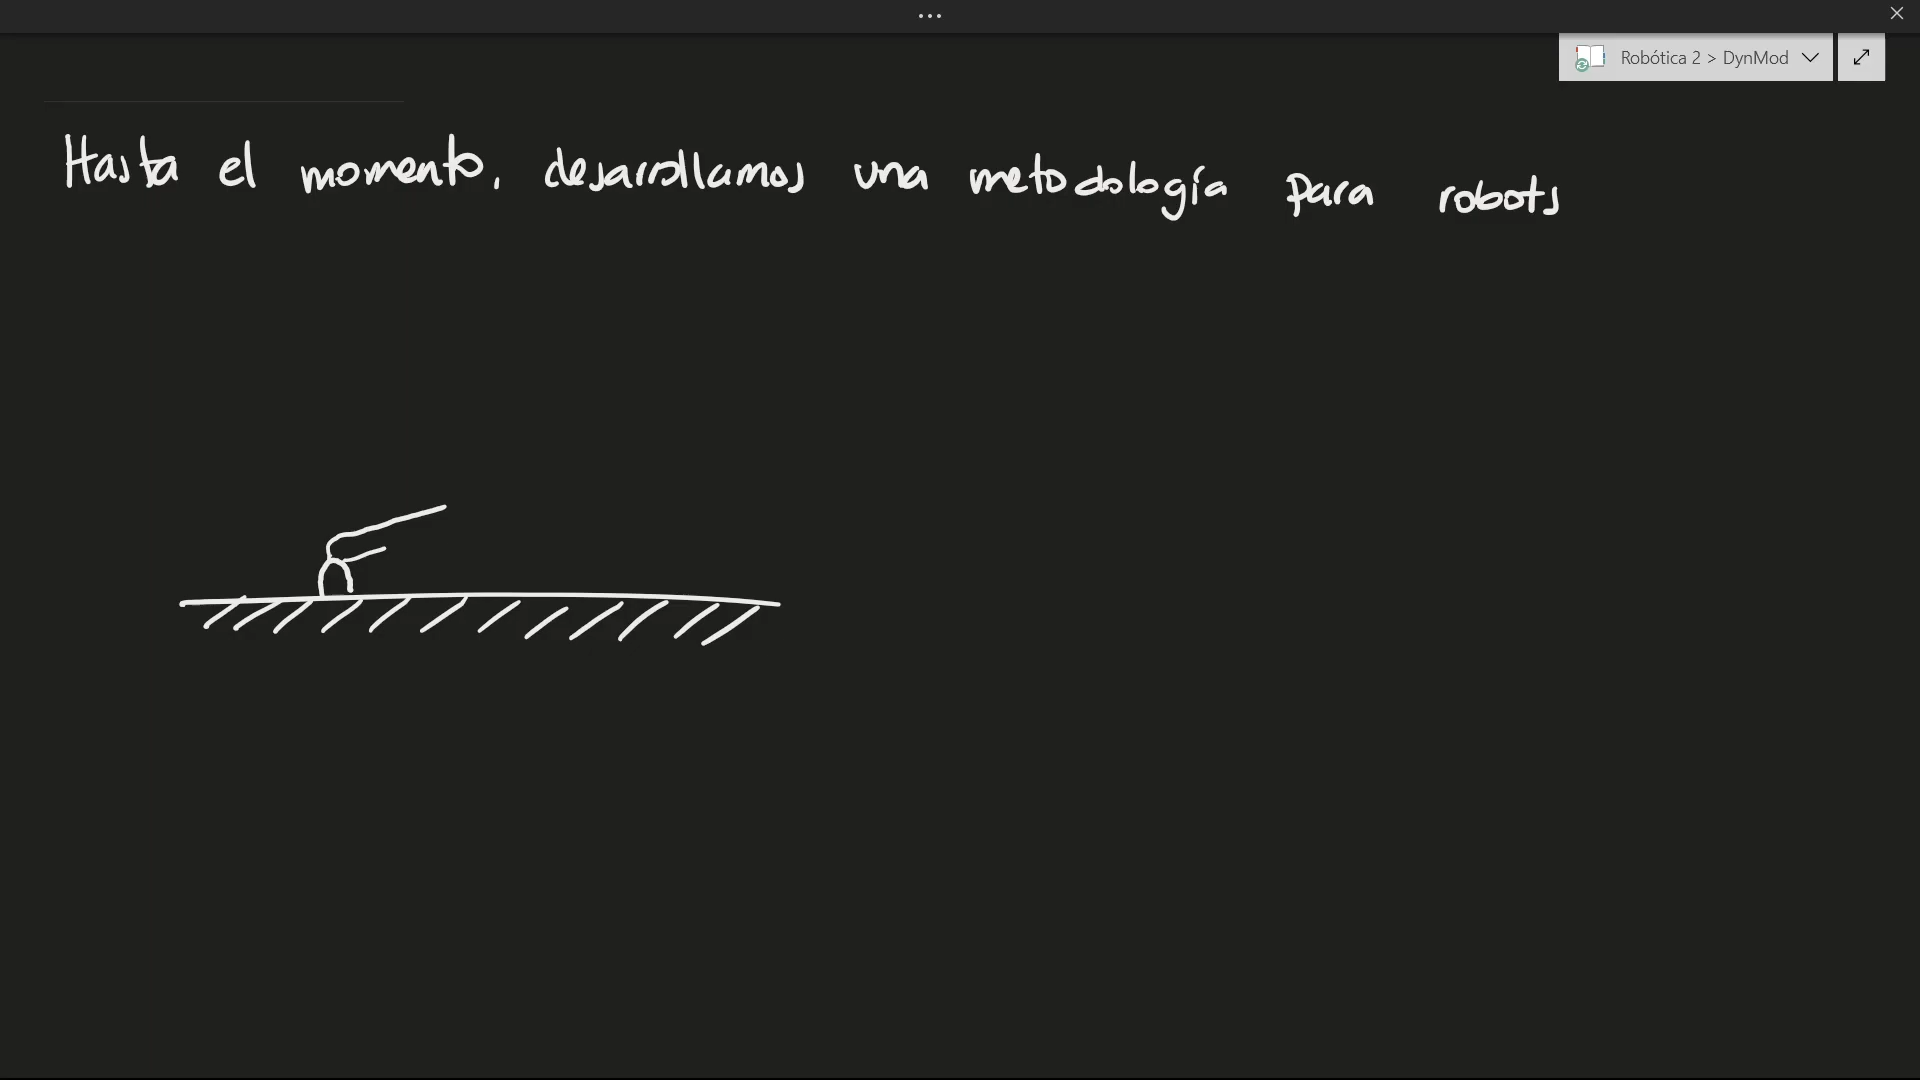 Robótica 2 > DynMod
Hasta el momento, desarrollamos una metodología para robots